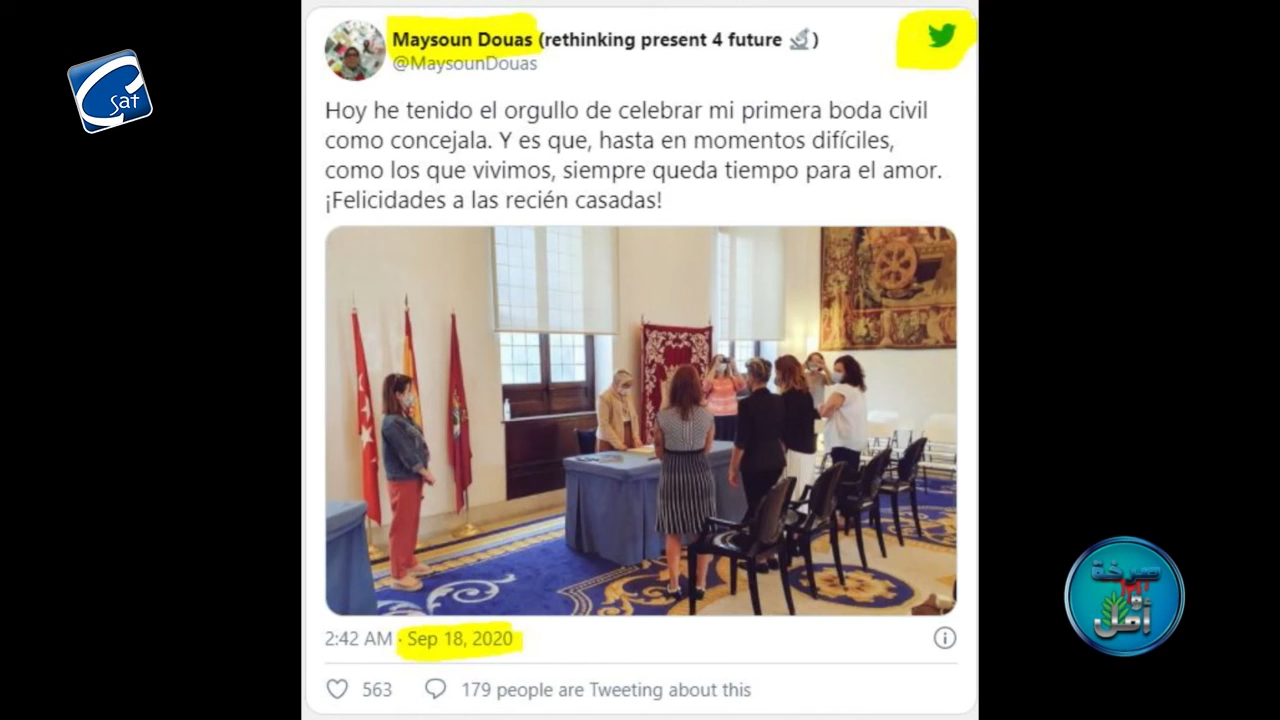 C
Sat
Maysoun Douas (rethinking present 4 future 🔬)
@MaysounDouas
Hoy he tenido el orgullo de celebrar mi primera boda civil
como concejala. Y es que, hasta en momentos difíciles,
como los que vivimos, siempre queda tiempo para el amor.
¡Felicidades a las recién casadas!
2:42 AM · Sep 18, 2020
563
179 people are Tweeting about this
صرخة
و
أمل